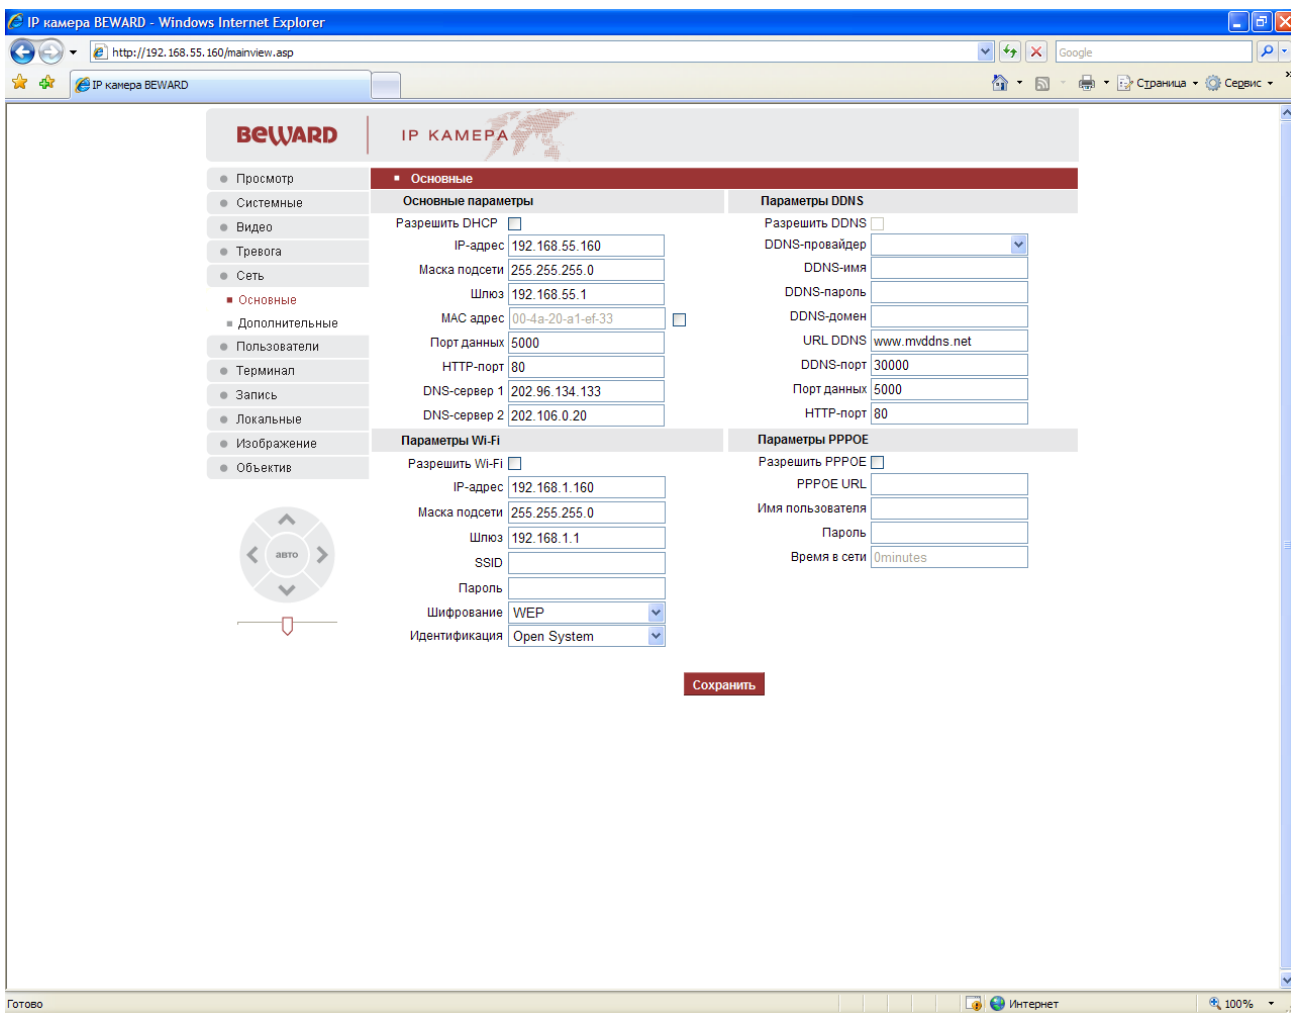 IP камера BEWARD - Windows Internet Explorer
http://192.168.55.160/mainview.asp
Google
IP камера BEWARD
Страница
Сервис
BEWARD
IP КАМЕРА
Просмотр
Системные
Видео
Тревога
Сеть
Основные
Дополнительные
Пользователи
Терминал
Запись
Локальные
Изображение
Объектив
авто
Основные
Основные параметры
Разрешить DHCP
IP-адрес 192.168.55.160
Маска подсети 255.255.255.0
Шлюз 192.168.55.1
MAC адрес 00-4a-20-a1-ef-33
Порт данных 5000
HTTP-порт 80
DNS-сервер 1 202.96.134.133
DNS-сервер 2 202.106.0.20
Параметры Wi-Fi
Разрешить Wi-Fi
IP-адрес 192.168.1.160
Маска подсети 255.255.255.0
Шлюз 192.168.1.1
SSID
Пароль
Шифрование WEP
Идентификация Open System
Параметры DDNS
Разрешить DDNS
DDNS-провайдер
DDNS-имя
DDNS-пароль
DDNS-домен
URL DDNS www.mvddns.net
DDNS-порт 30000
Порт данных 5000
HTTP-порт 80
Параметры PPPOE
Разрешить PPPOE
PPPOE URL
Имя пользователя
Пароль
Время в сети 0minutes
Сохранить
Готово
Интернет
100%